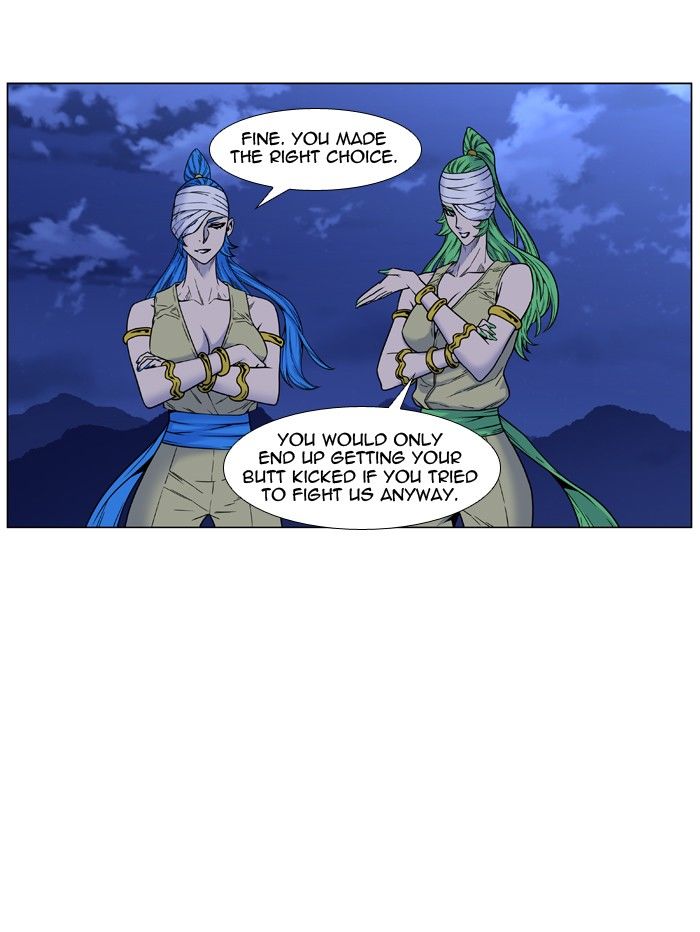 FINE. YOU MADE
THE RIGHT CHOICE.
YOU WOULD ONLY
END UP GETTING YOUR
BUTT KICKED IF YOU TRIED
TO FIGHT US ANYWAY.